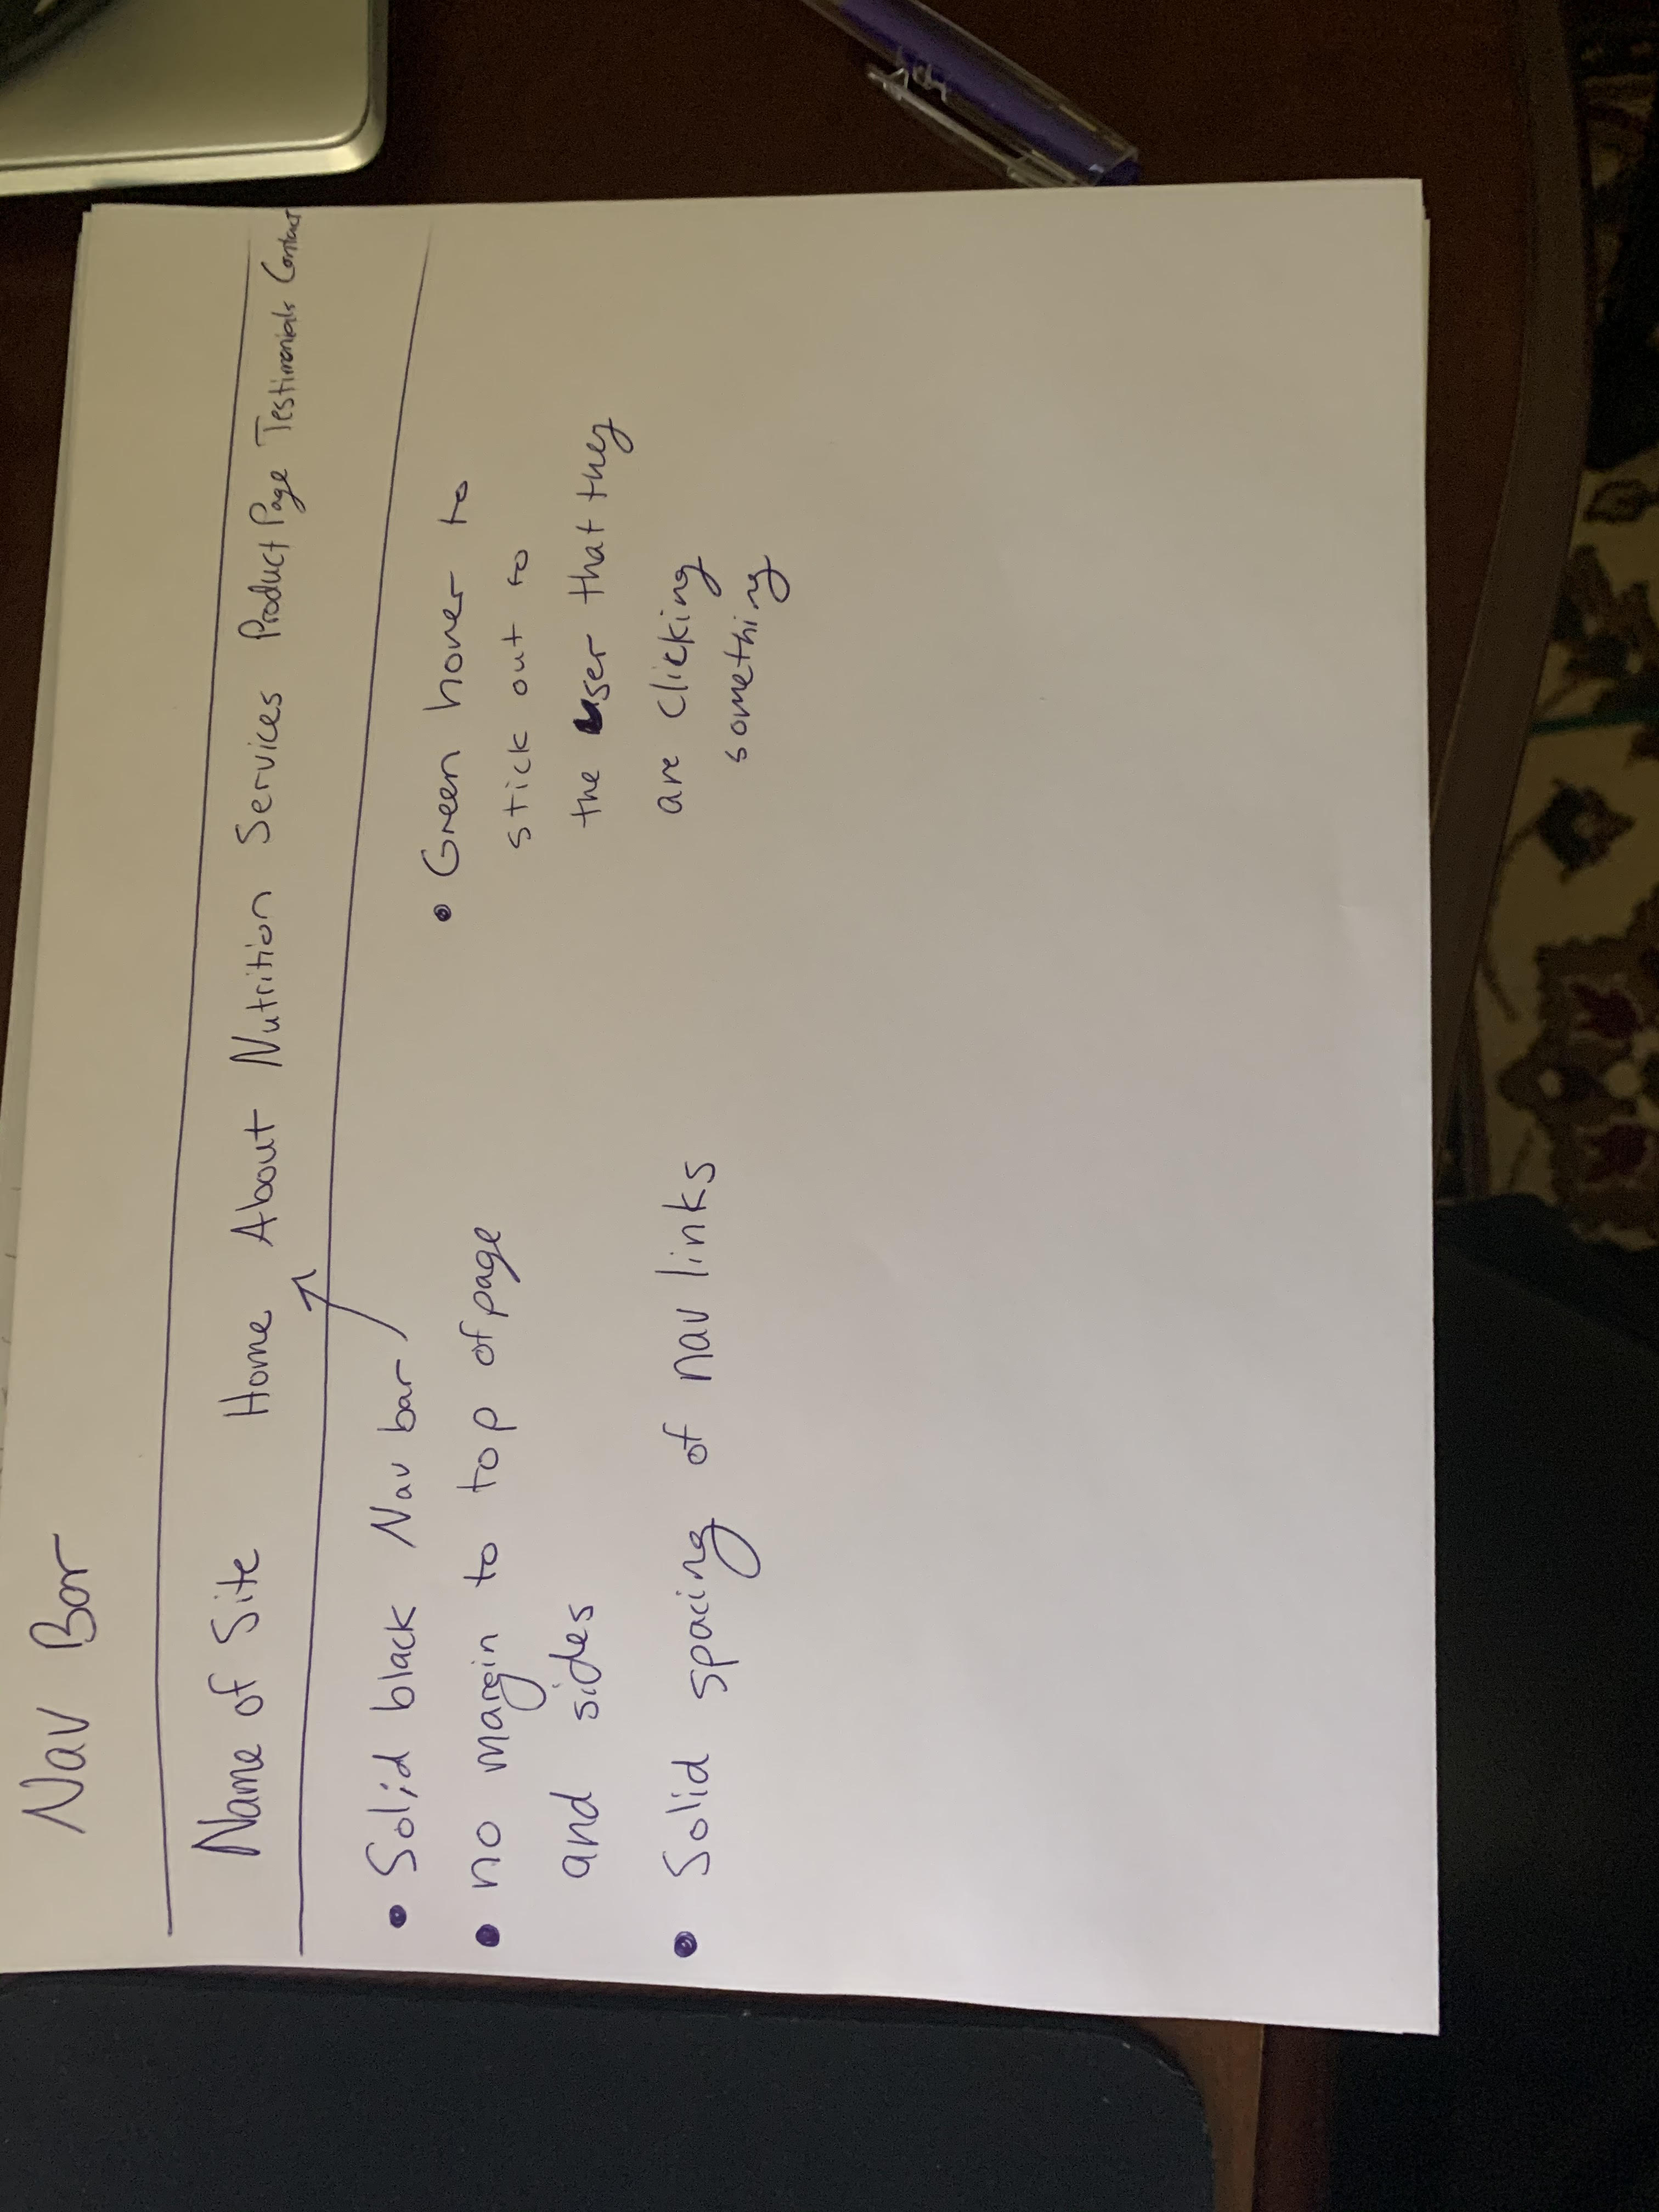 Nav Bar
Name of Site Home About Nutrition Services Product Page Testimonials Contact
• Solid black Nav bar
• no margin to top of page
and sides
• Solid spacing of nav links
• Green hover to
stick out to
the user that they
are clicking
something